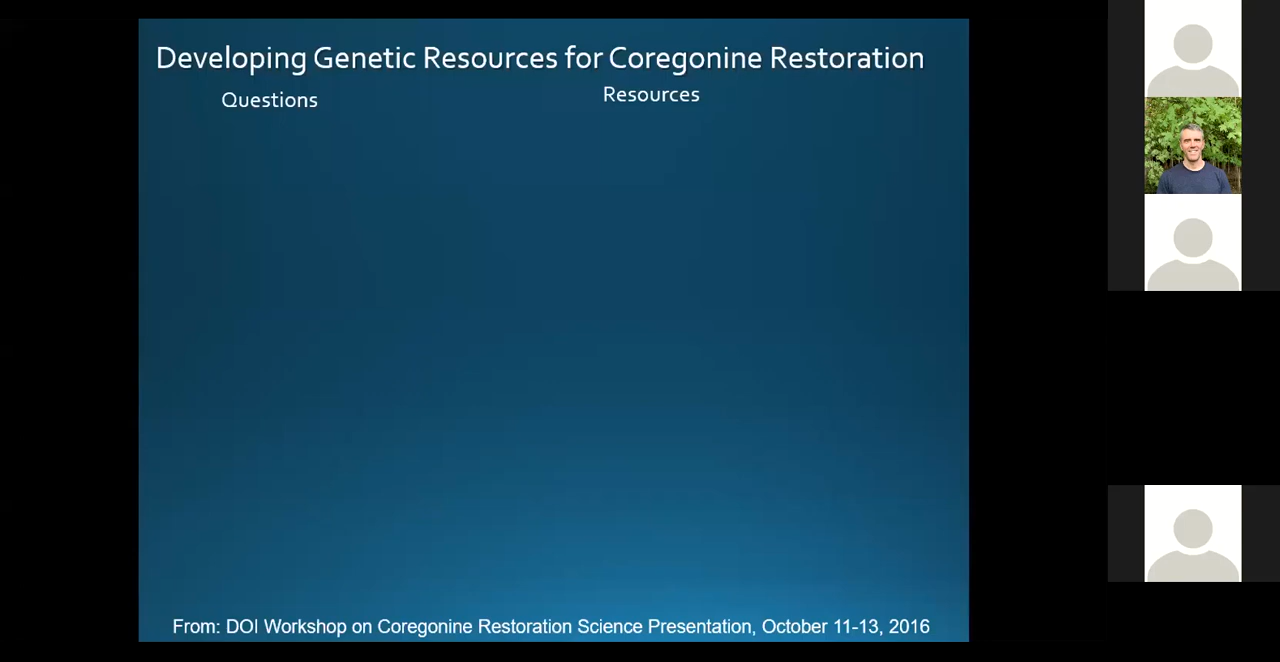 Developing Genetic Resources for Coregonine Restoration
Questions
Resources
From: DOI Workshop on Coregonine Restoration Science Presentation, October 11-13, 2016